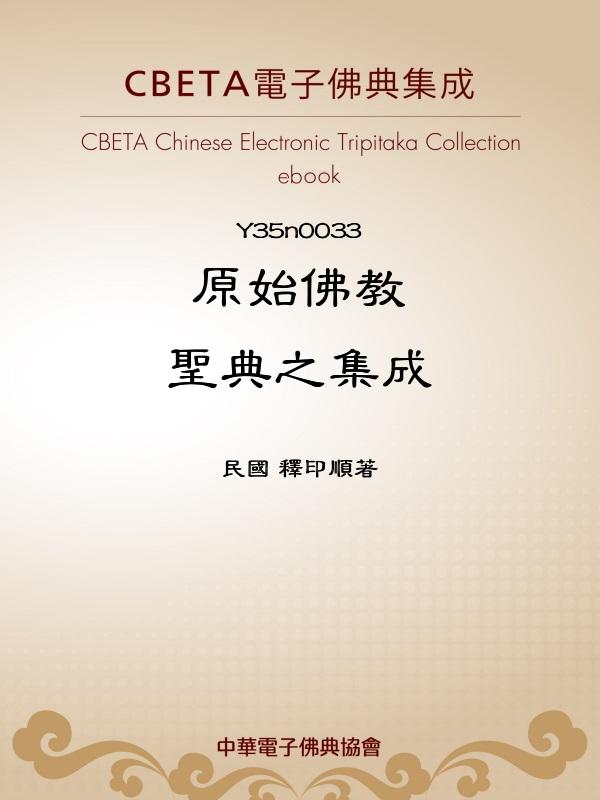 CBETA電子佛典集成
CBETA Chinese Electronic Tripitaka Collection
ebook
Y35n0033
原始佛教
聖典之集成
民國 釋印順著
中華電子佛典協會